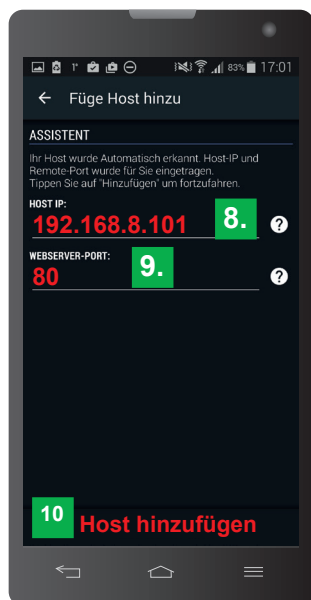 1° 83% 17:01
Füge Host hinzu
ASSISTENT
Ihr Host wurde Automatisch erkannt. Host-IP und
Remote-Port wurde für Sie eingetragen.
Tippen Sie auf "Hinzufügen" um fortzufahren.
HOST IP:
192.168.8.101 8. ?
WEBSERVER-PORT:
80 9. ?
10 Host hinzufügen